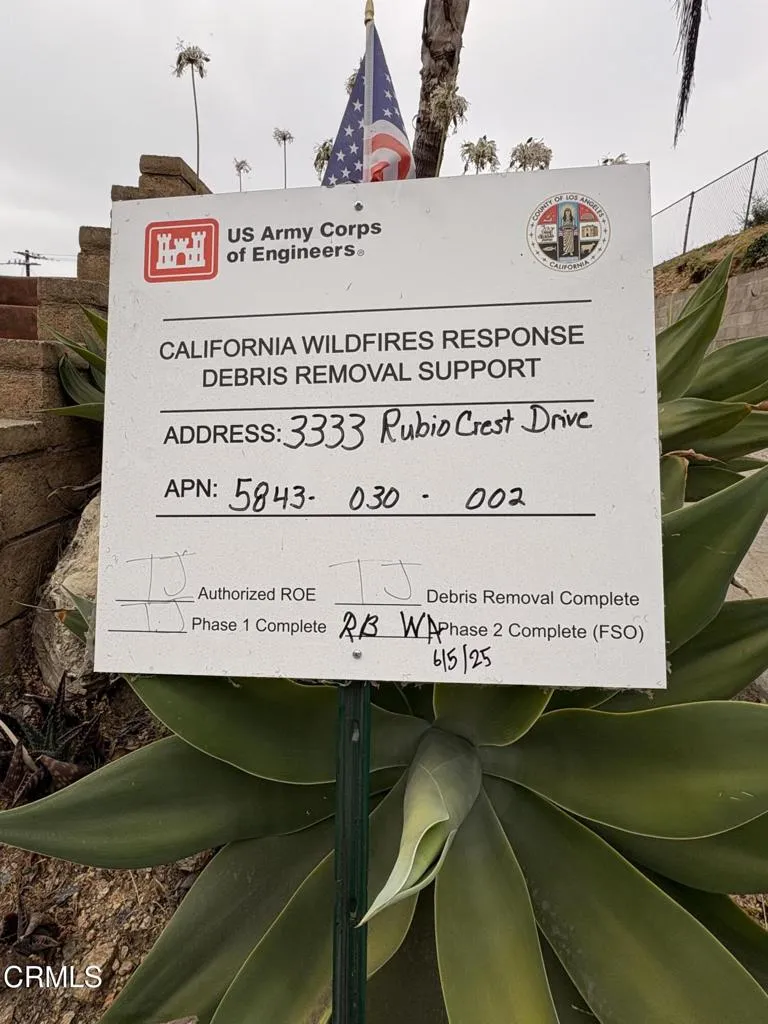 US Army Corps
of Engineers®
COUNTY OF LOS ANGELES
CALIFORNIA
CALIFORNIA WILDFIRES RESPONSE
DEBRIS REMOVAL SUPPORT
ADDRESS: 3333 Rubio Crest Drive
APN: 5843- 030 - 002
TJ Authorized ROE TJ Debris Removal Complete
TJ Phase 1 Complete RB WA Phase 2 Complete (FSO)
6/5/25
CRMLS